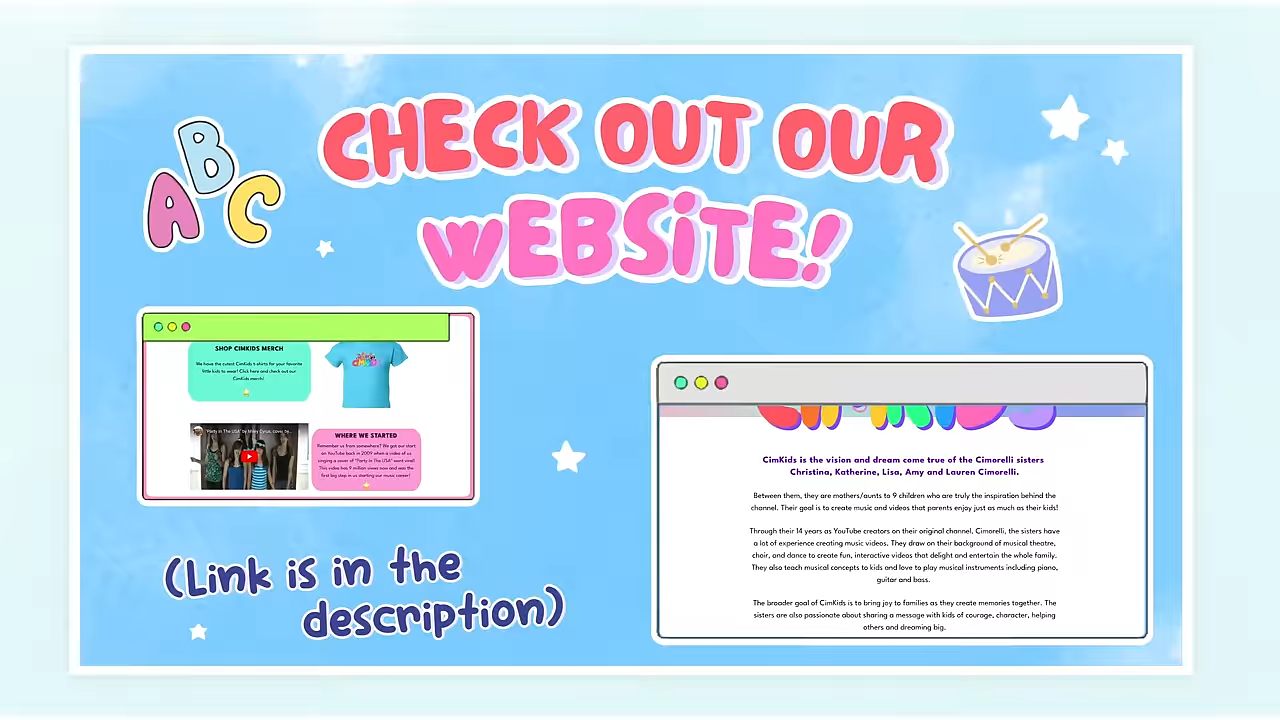 CHECK OUT OUR
WEBSiTE!
A B C
SHOP CIMKIDS MERCH
We have the cutest CimKids t-shirts for your favorite
little kids to wear! Click here and check out our
CimKids merch!
"Party In The USA" by Miley Cyrus, cover by...
WHERE WE STARTED
Remember us from somewhere? We got our start
on YouTube back in 2009 when a video of us
singing a cover of "Party In The USA" went viral!
This video has 9 million views now and was the
first big step in us starting our music career!
(Link is in the
description)
CimKids is the vision and dream come true of the Cimorelli sisters
Christina, Katherine, Lisa, Amy and Lauren Cimorelli.
Between them, they are mothers/aunts to 9 children who are truly the inspiration behind the
channel. Their goal is to create music and videos that parents enjoy just as much as their kids!
Through their 14 years as YouTube creators on their original channel, Cimorelli, the sisters have
a lot of experience creating music videos. They draw on their background of musical theatre,
choir, and dance to create fun, interactive videos that delight and entertain the whole family.
They also teach musical concepts to kids and love to play musical instruments including piano,
guitar and bass.
The broader goal of CimKids is to bring joy to families as they create memories together. The
sisters are also passionate about sharing a message with kids of courage, character, helping
others and dreaming big.